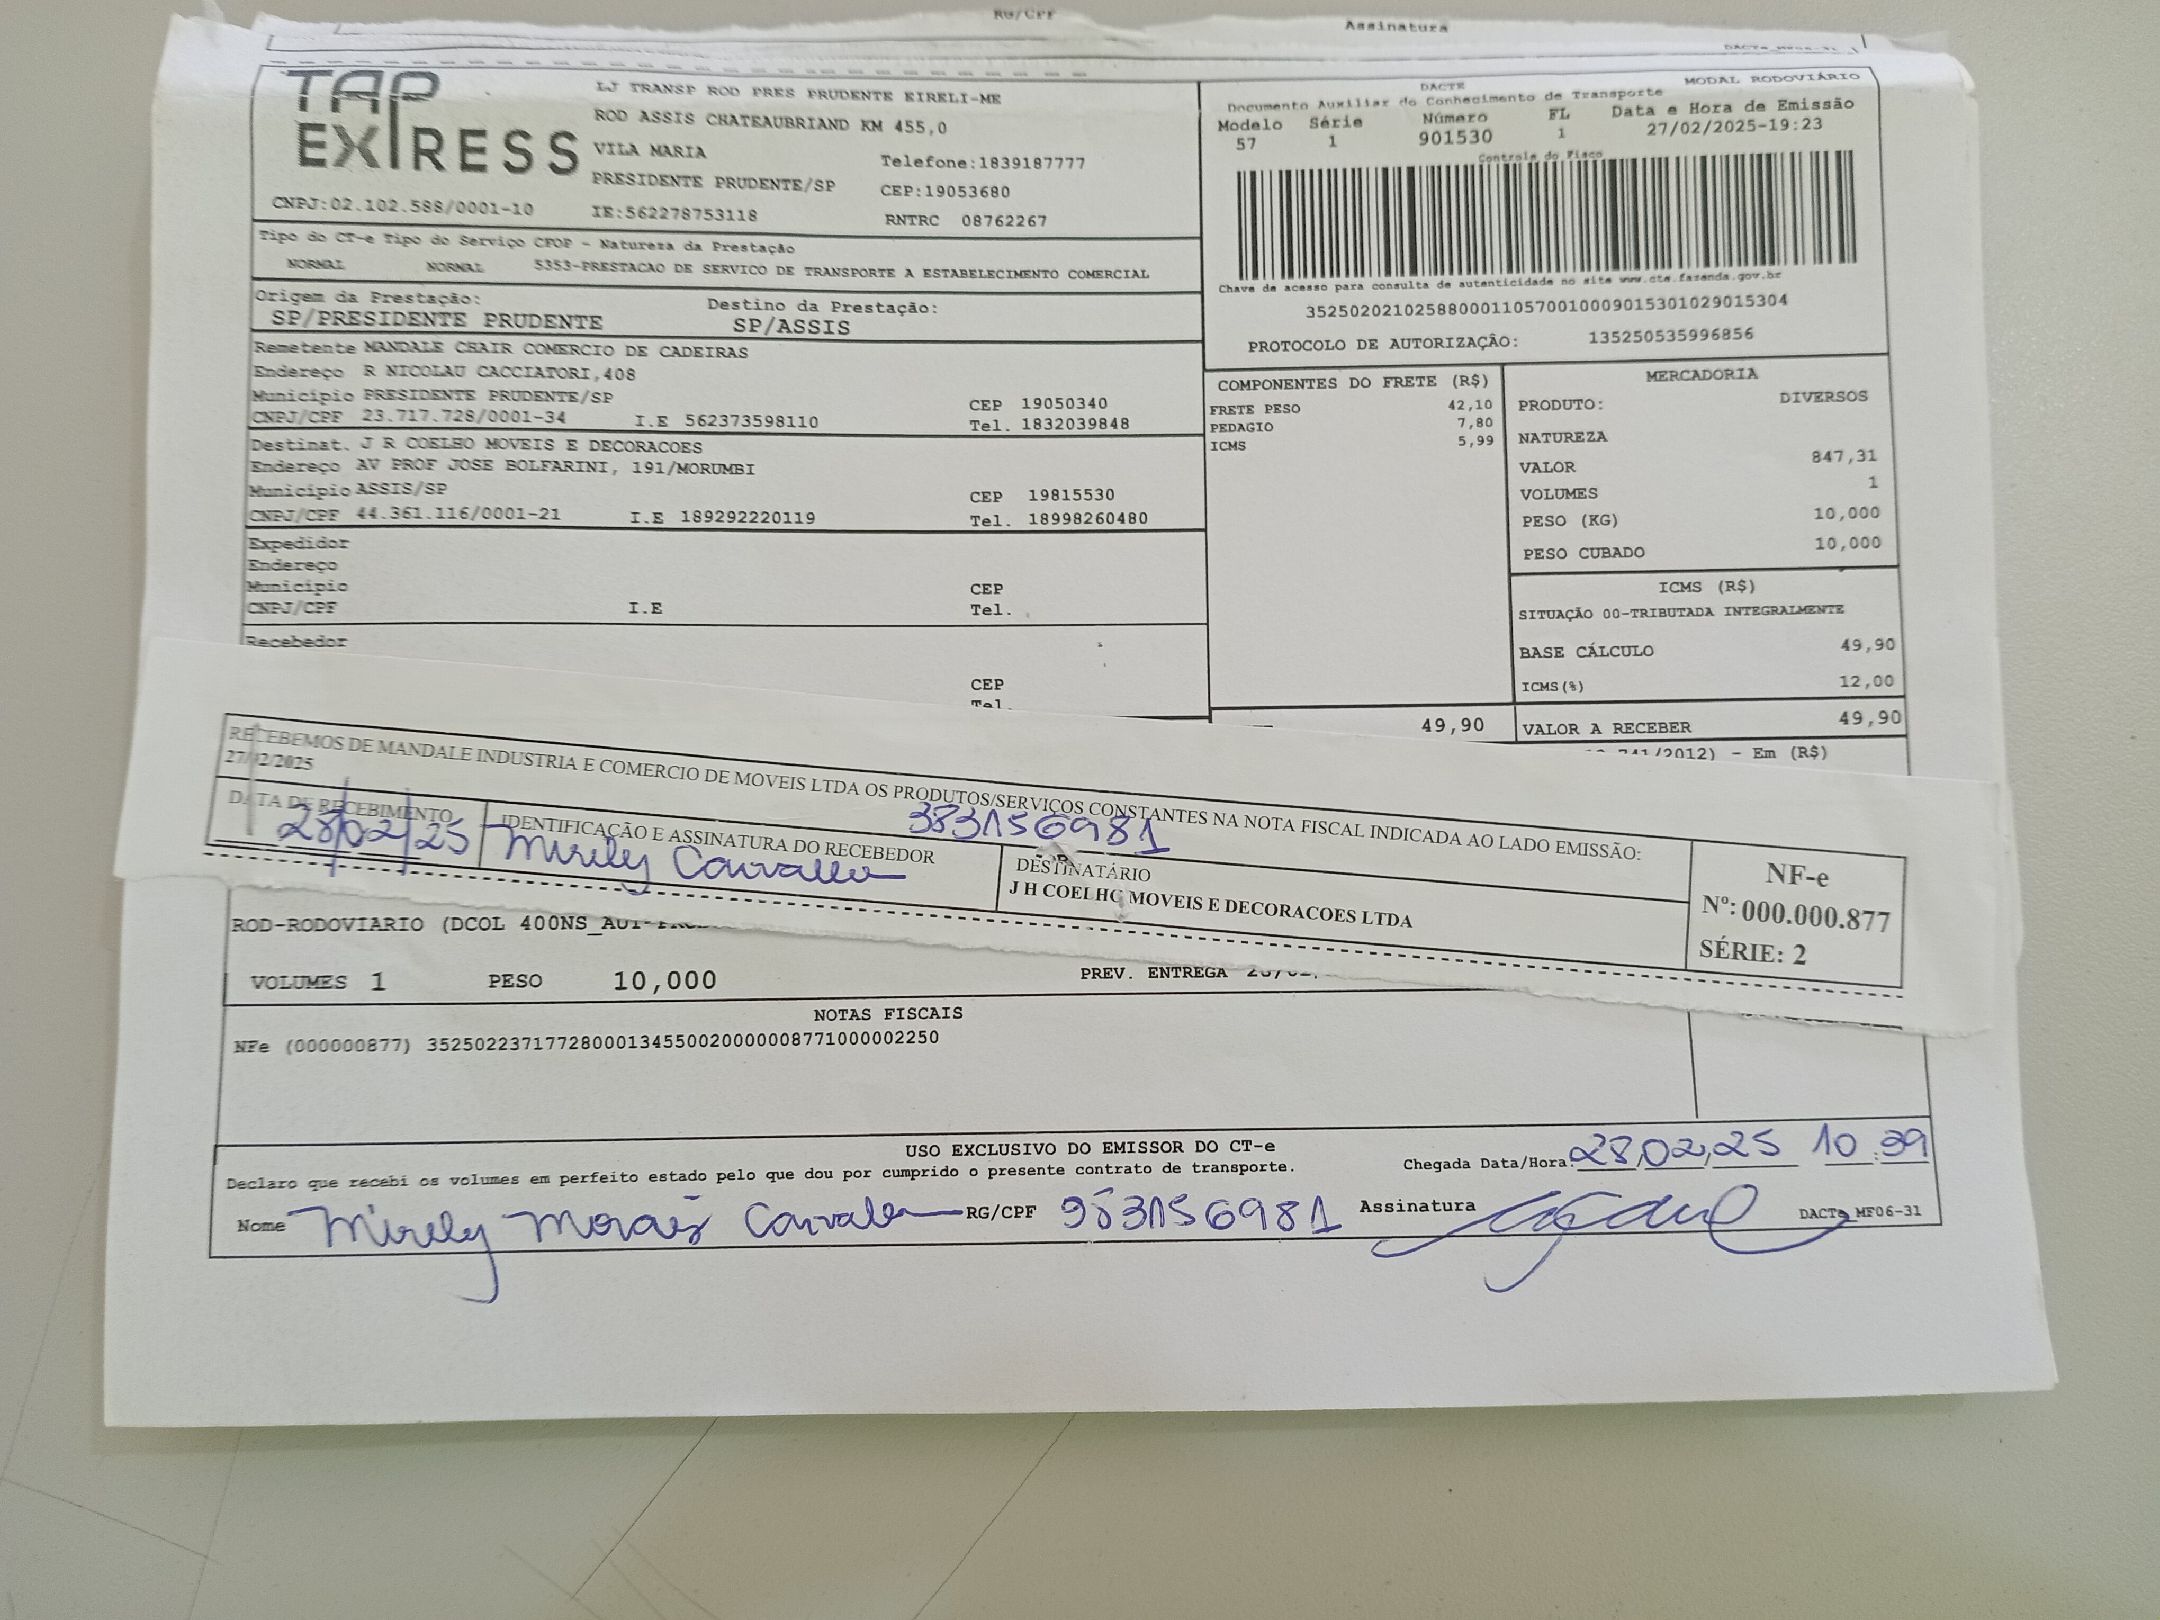 RG/CPF Assinatura
TAP EXPRESS
LJ TRANSP ROD PRES PRUDENTE EIRELI-ME
ROD ASSIS CHATEAUBRIAND KM 455,0
VILA MARIA Telefone:1839187777
PRESIDENTE PRUDENTE/SP CEP:19053680
CNPJ:02.102.588/0001-10 IE:562278753118 RNTRC 08762267
DACTE MODAL RODOVIÁRIO
Documento Auxiliar do Conhecimento de Transporte
Modelo Série Número FL Data e Hora de Emissão
57 1 901530 1 27/02/2025-19:23
Controle do Fisco
Chave de acesso para consulta de autenticidade no site www.cte.fazenda.gov.br
35250202102588000110570010009015301029015304
PROTOCOLO DE AUTORIZAÇÃO: 135250535996856
Tipo do CT-e Tipo do Serviço CFOP - Natureza da Prestação
NORMAL NORMAL 5353-PRESTACAO DE SERVICO DE TRANSPORTE A ESTABELECIMENTO COMERCIAL
Origem da Prestação: Destino da Prestação:
SP/PRESIDENTE PRUDENTE SP/ASSIS
Remetente MANDALE CHAIR COMERCIO DE CADEIRAS
Endereço R NICOLAU CACCIATORI,408
Município PRESIDENTE PRUDENTE/SP CEP 19050340
CNPJ/CPF 23.717.728/0001-34 I.E 562373598110 Tel. 1832039848
Destinat. J R COELHO MOVEIS E DECORACOES
Endereço AV PROF JOSE BOLFARINI, 191/MORUMBI
Município ASSIS/SP CEP 19815530
CNPJ/CPF 44.361.116/0001-21 I.E 189292220119 Tel. 18998260480
Expedidor
Endereço
Município CEP
CNPJ/CPF I.E Tel.
Recebedor
CEP
Tel.
COMPONENTES DO FRETE (R$)
FRETE PESO 42,10
PEDAGIO 7,80
ICMS 5,99
49,90
MERCADORIA
PRODUTO: DIVERSOS
NATUREZA
VALOR 847,31
VOLUMES 1
PESO (KG) 10,000
PESO CUBADO 10,000
ICMS (R$)
SITUAÇÃO 00-TRIBUTADA INTEGRALMENTE
BASE CÁLCULO 49,90
ICMS(%) 12,00
VALOR A RECEBER 49,90
741/2012) - Em (R$)
RECEBEMOS DE MANDALE INDUSTRIA E COMERCIO DE MOVEIS LTDA OS PRODUTOS/SERVIÇOS CONSTANTES NA NOTA FISCAL INDICADA AO LADO EMISSÃO:
27/02/2025
DATA DE RECEBIMENTO IDENTIFICAÇÃO E ASSINATURA DO RECEBEDOR
28/02/25 Mirely Carvalho
DESTINATÁRIO
J H COELHO MOVEIS E DECORACOES LTDA
NF-e
Nº: 000.000.877
SÉRIE: 2
ROD-RODOVIARIO (DCOL 400NS
VOLUMES 1 PESO 10,000 PREV. ENTREGA
NOTAS FISCAIS
NFe (000000877) 35250223717728000134550020000008771000002250
USO EXCLUSIVO DO EMISSOR DO CT-e
Declaro que recebi os volumes em perfeito estado pelo que dou por cumprido o presente contrato de transporte.
Chegada Data/Hora: 28,02,25 10:39
Nome Mirely Moraes Carvalho RG/CPF Assinatura DACTe MF06-31